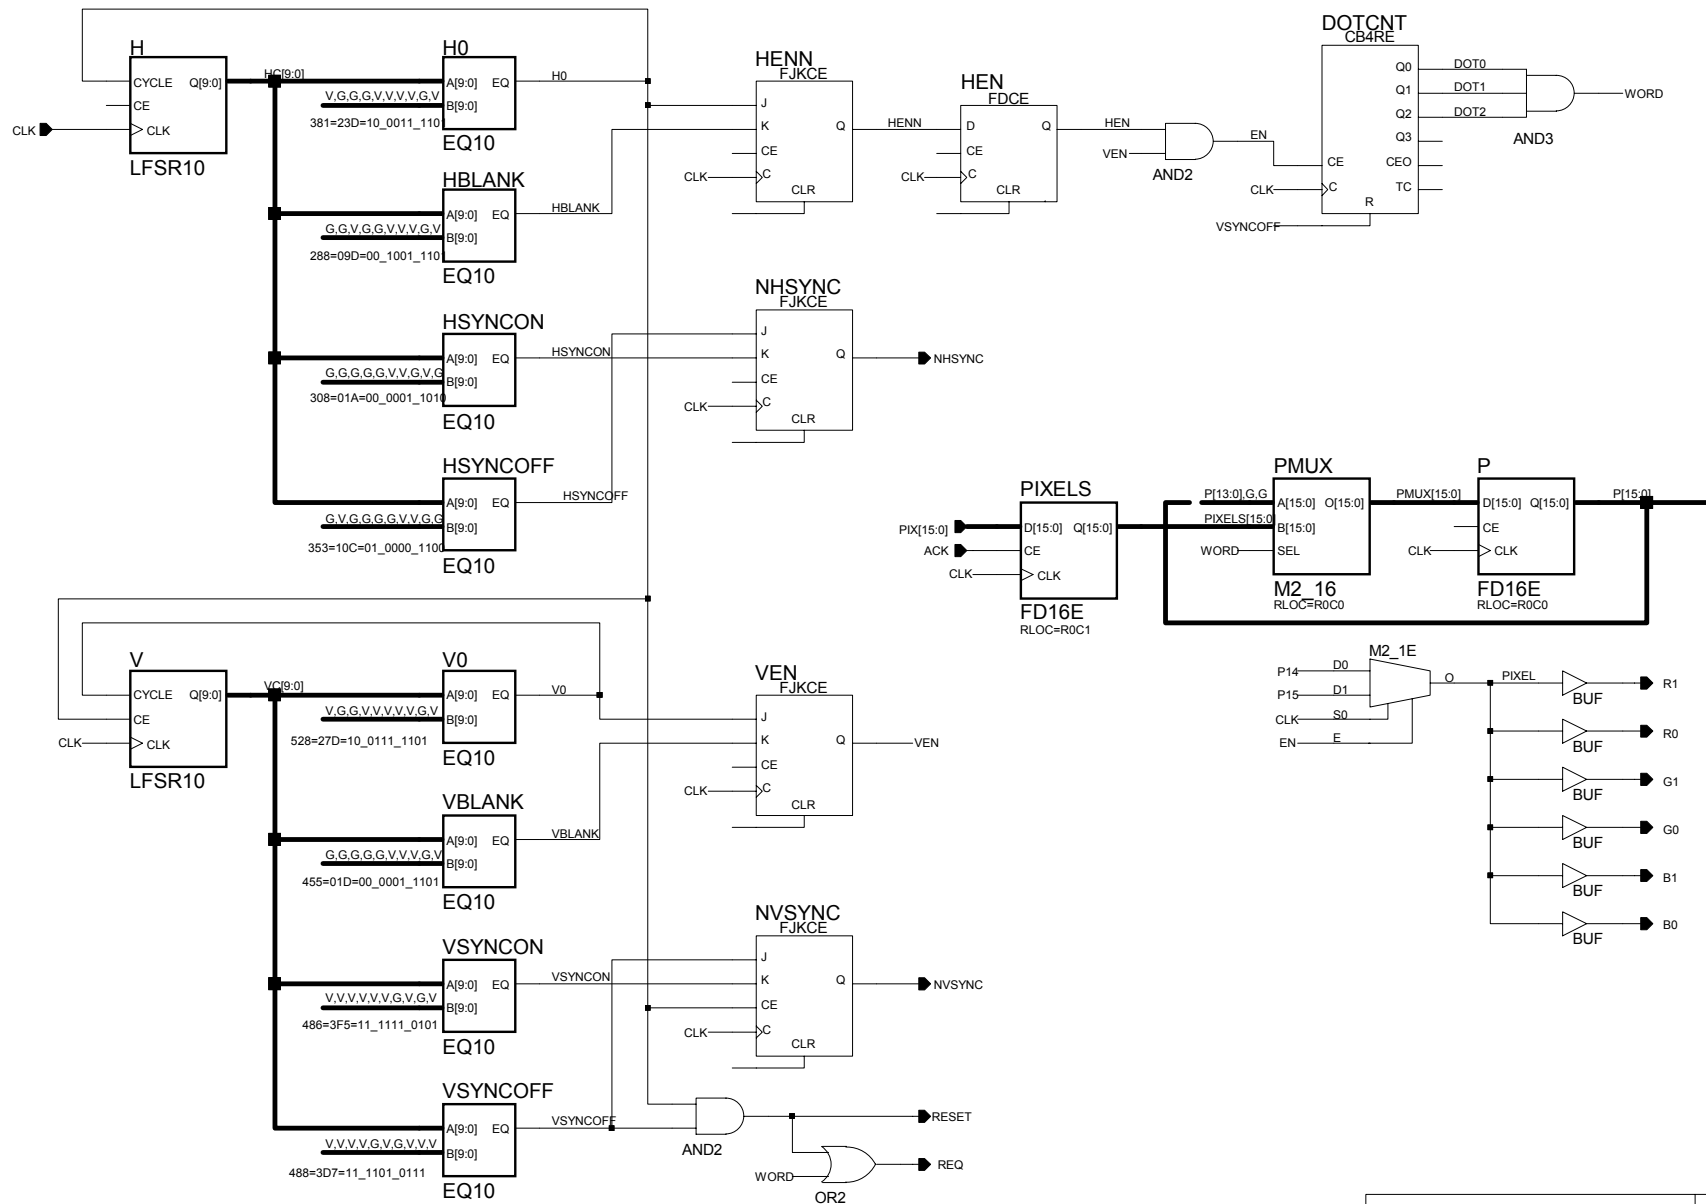 H
CYCLE Q[9:0]
CE
CLK
CLK
LFSR10
HC[9:0]
H0
A[9:0] EQ
V,G,G,G,V,V,V,V,G,V
B[9:0]
381=23D=10_0011_1101
EQ10
H0
HBLANK
A[9:0] EQ
G,G,V,G,G,V,V,V,G,V
B[9:0]
288=09D=00_1001_1101
EQ10
HBLANK
HSYNCON
A[9:0] EQ
G,G,G,G,G,V,V,G,V,G
B[9:0]
308=01A=00_0001_1010
EQ10
HSYNCON
HSYNCOFF
A[9:0] EQ
G,V,G,G,G,G,V,V,G,G
B[9:0]
353=10C=01_0000_1100
EQ10
HSYNCOFF
HENN
FJKCE
J
K Q
CE
CLK C
CLR
HENN
HEN
FDCE
D Q
CE
CLK C
CLR
HEN
VEN
AND2
EN
DOTCNT
CB4RE
Q0 DOT0
Q1 DOT1
Q2 DOT2
Q3
CE CEO
CLK C TC
R
VSYNCOFF
WORD
AND3
NHSYNC
FJKCE
J
K Q
CE
CLK C
CLR
NHSYNC
PIXELS
PIX[15:0]
D[15:0] Q[15:0]
ACK
CE
CLK
CLK
FD16E
RLOC=R0C1
PMUX
P[13:0],G,G
A[15:0] O[15:0]
PIXELS[15:0]
B[15:0]
WORD
SEL
M2_16
RLOC=R0C0
PMUX[15:0]
P
D[15:0] Q[15:0]
CE
CLK
CLK
FD16E
RLOC=R0C0
P[15:0]
V
CYCLE Q[9:0]
CE
CLK
CLK
LFSR10
VC[9:0]
V0
A[9:0] EQ
V,G,G,V,V,V,V,V,G,V
B[9:0]
528=27D=10_0111_1101
EQ10
V0
VBLANK
A[9:0] EQ
G,G,G,G,G,V,V,V,G,V
B[9:0]
455=01D=00_0001_1101
EQ10
VBLANK
VSYNCON
A[9:0] EQ
V,V,V,V,V,V,G,V,G,V
B[9:0]
486=3F5=11_1111_0101
EQ10
VSYNCON
VSYNCOFF
A[9:0] EQ
V,V,V,V,G,V,G,V,V,V
B[9:0]
488=3D7=11_1101_0111
EQ10
VSYNCOFF
VEN
FJKCE
J
K Q
CE
CLK C
CLR
VEN
NVSYNC
FJKCE
J
K Q
CE
CLK C
CLR
NVSYNC
AND2
RESET
WORD
OR2
REQ
M2_1E
P14 D0
P15 D1
CLK S0
EN E
O
PIXEL
BUF R1
BUF R0
BUF G1
BUF G0
BUF B1
BUF B0